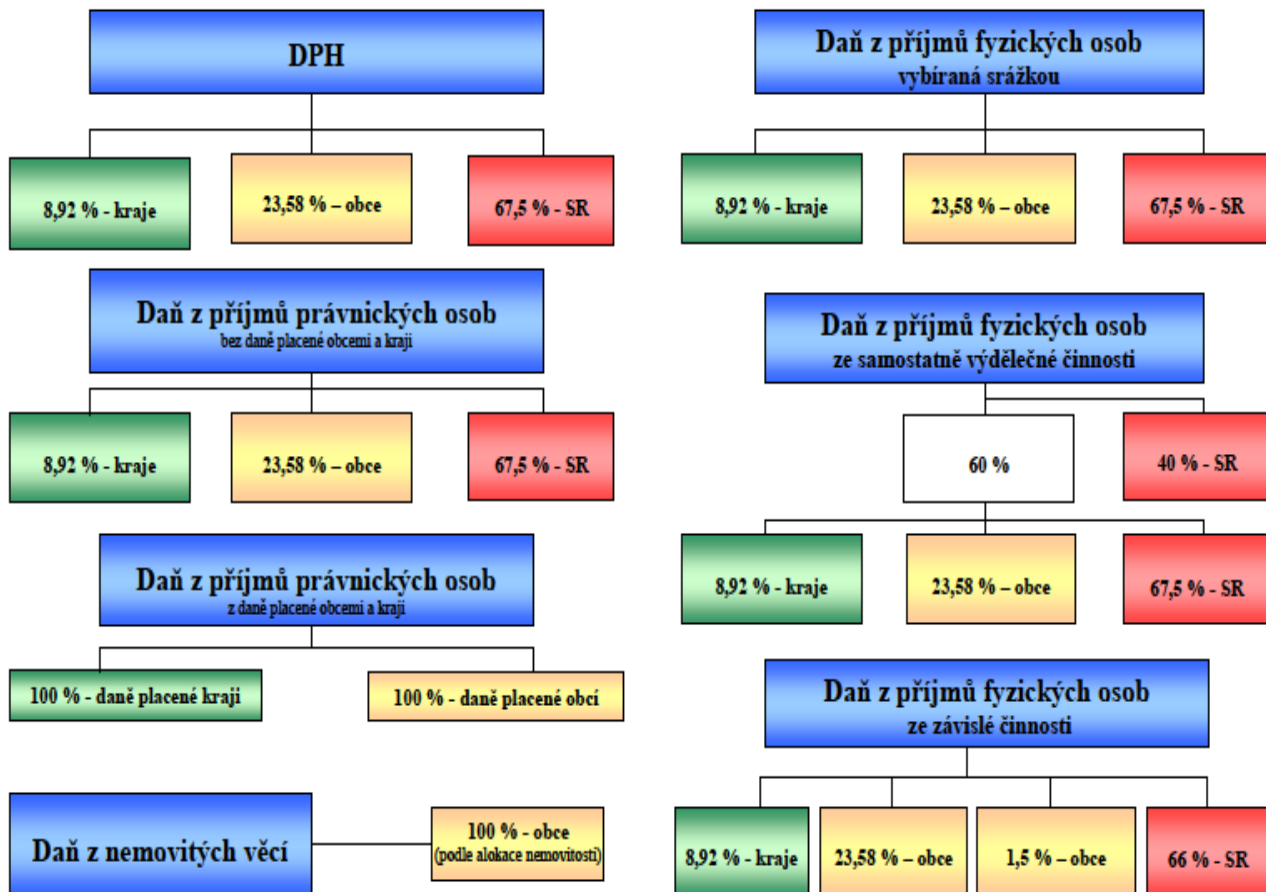 DPH
8,92 % - kraje
23,58 % – obce
67,5 % - SR
Daň z příjmů právnických osob
bez daně placené obcemi a kraji
8,92 % - kraje
23,58 % – obce
67,5 % - SR
Daň z příjmů právnických osob
z daně placené obcemi a kraji
100 % - daně placené kraji
100 % - daně placené obcí
Daň z nemovitých věcí
100 % - obce
(podle alokace nemovitosti)
Daň z příjmů fyzických osob
vybíraná srážkou
8,92 % - kraje
23,58 % – obce
67,5 % - SR
Daň z příjmů fyzických osob
ze samostatně výdělečné činnosti
60 %
40 % - SR
8,92 % - kraje
23,58 % – obce
67,5 % - SR
Daň z příjmů fyzických osob
ze závislé činnosti
8,92 % - kraje
23,58 % – obce
1,5 % – obce
66 % - SR